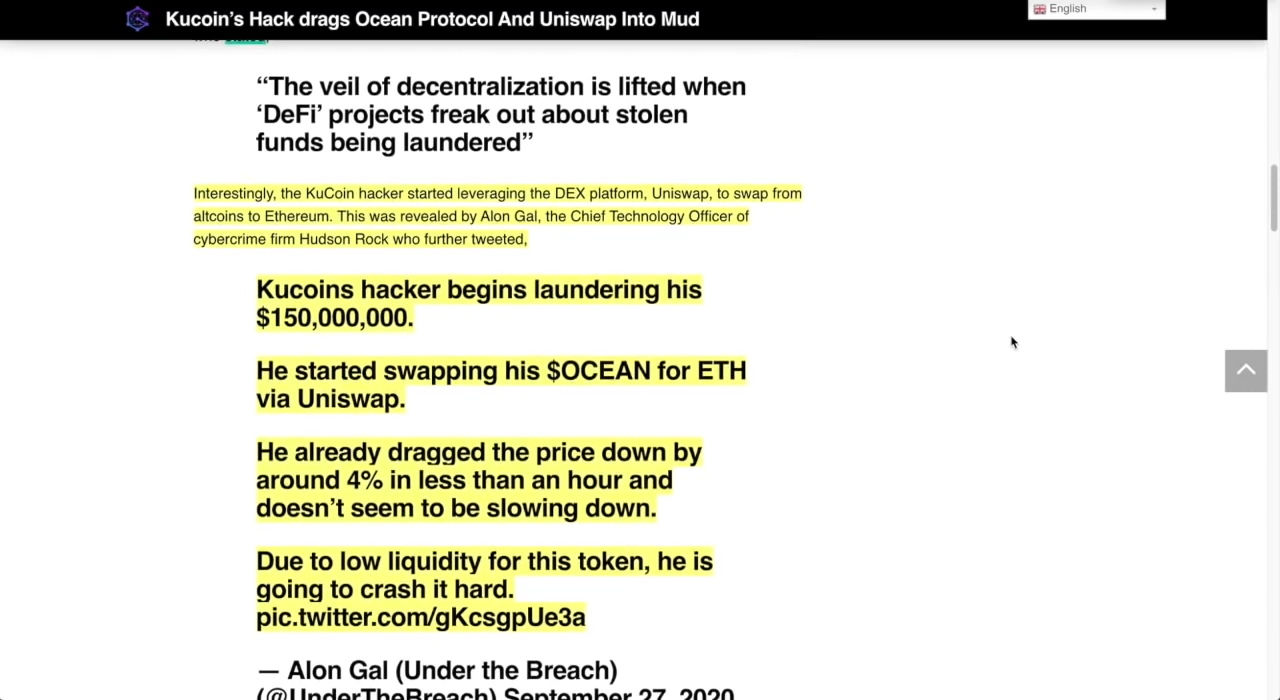 Kucoin's Hack drags Ocean Protocol And Uniswap Into Mud
English
“The veil of decentralization is lifted when
‘DeFi’ projects freak out about stolen
funds being laundered”
Interestingly, the KuCoin hacker started leveraging the DEX platform, Uniswap, to swap from
altcoins to Ethereum. This was revealed by Alon Gal, the Chief Technology Officer of
cybercrime firm Hudson Rock who further tweeted,
Kucoins hacker begins laundering his
$150,000,000.
He started swapping his $OCEAN for ETH
via Uniswap.
He already dragged the price down by
around 4% in less than an hour and
doesn’t seem to be slowing down.
Due to low liquidity for this token, he is
going to crash it hard.
pic.twitter.com/gKcsgpUe3a
— Alon Gal (Under the Breach)
(@UnderTheBreach) September 27, 2020